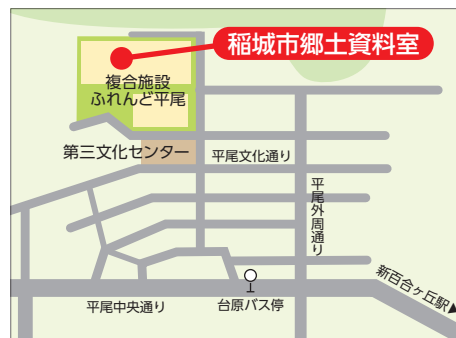 稲城市郷土資料室
複合施設
ふれんど平尾
第三文化センター
平尾文化通り
平尾外周通り
新百合ヶ丘駅▶
平尾中央通り
台原バス停